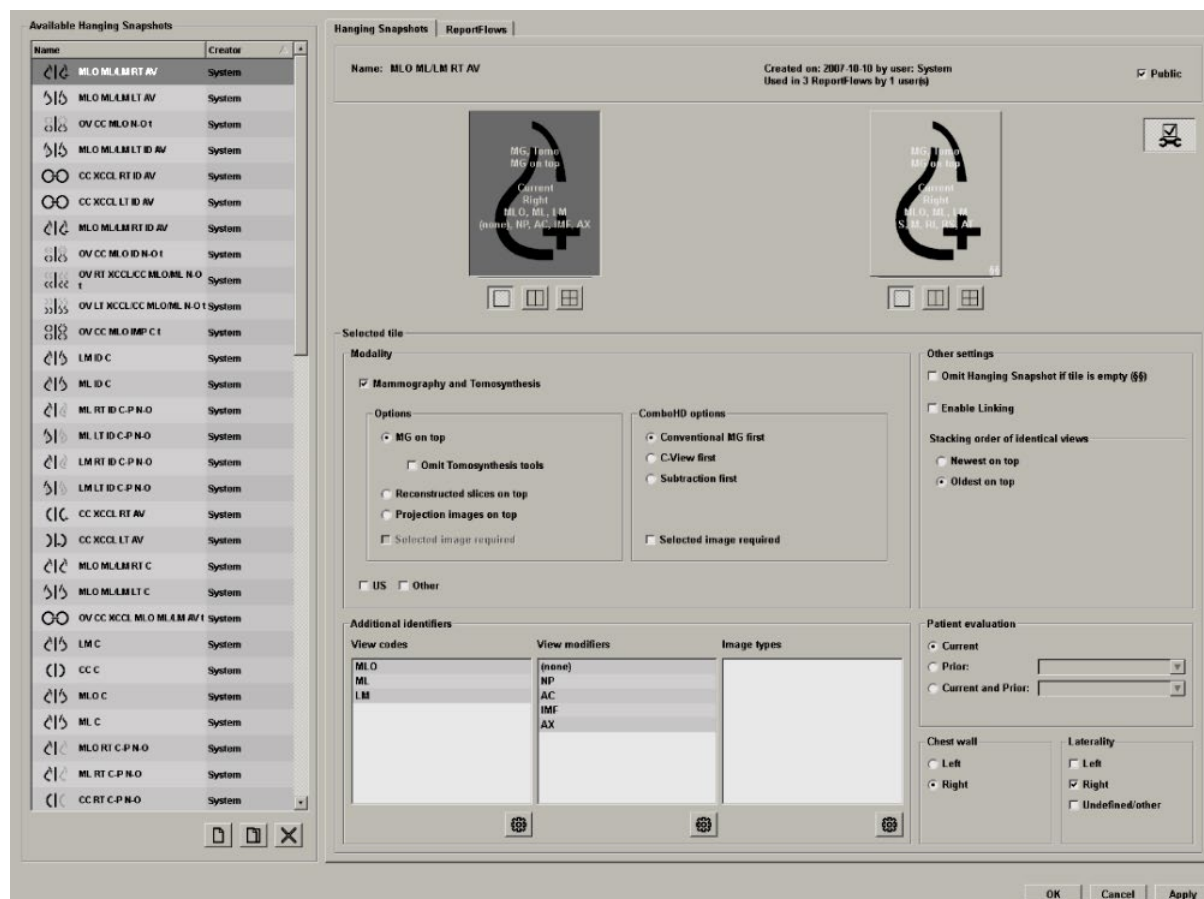 Available Hanging Snapshots
Name Creator
MLO ML/LM RT AV System
MLO ML/LM LT AV System
OV CC MLO N-O t System
MLO ML/LM LT ID AV System
CC XCCL RT ID AV System
CC XCCL LT ID AV System
MLO ML/LM RT ID AV System
OV CC MLO ID N-O t System
OV RT XCCL/CC MLO/ML N-O t System
OV LT XCCL/CC MLO/ML N-O t System
OV CC MLO IMP C t System
LM ID C System
ML ID C System
ML RT ID C-P N-O System
ML LT ID C-P N-O System
LM RT ID C-P N-O System
LM LT ID C-P N-O System
CC XCCL RT AV System
CC XCCL LT AV System
MLO ML/LM RT C System
MLO ML/LM LT C System
OV CC XCCL MLO ML/LM AV t System
LM C System
CC C System
MLO C System
ML C System
MLO RT C-P N-O System
ML RT C-P N-O System
CC RT C-P N-O System
Hanging Snapshots ReportFlows
Name: MLO ML/LM RT AV
Created on: 2007-10-10 by user: System
Used in 3 ReportFlows by 1 user(s)
Public
MG, Tomo
MG on top
Current
Right
MLO, ML, LM
(none), NP, AC, IMF, AX
MG, Tomo
MG on top
Current
Right
MLO, ML, LM
S, M, RI, RS, AT
§§
Selected tile
Modality
Mammography and Tomosynthesis
Options
MG on top
Omit Tomosynthesis tools
Reconstructed slices on top
Projection images on top
Selected image required
ComboHD options
Conventional MG first
C-View first
Subtraction first
Selected image required
US Other
Other settings
Omit Hanging Snapshot if tile is empty (§§)
Enable Linking
Stacking order of identical views
Newest on top
Oldest on top
Additional identifiers
View codes View modifiers Image types
MLO
ML
LM
(none)
NP
AC
IMF
AX
Patient evaluation
Current
Prior:
Current and Prior:
Chest wall
Left
Right
Laterality
Left
Right
Undefined/other
OK Cancel Apply